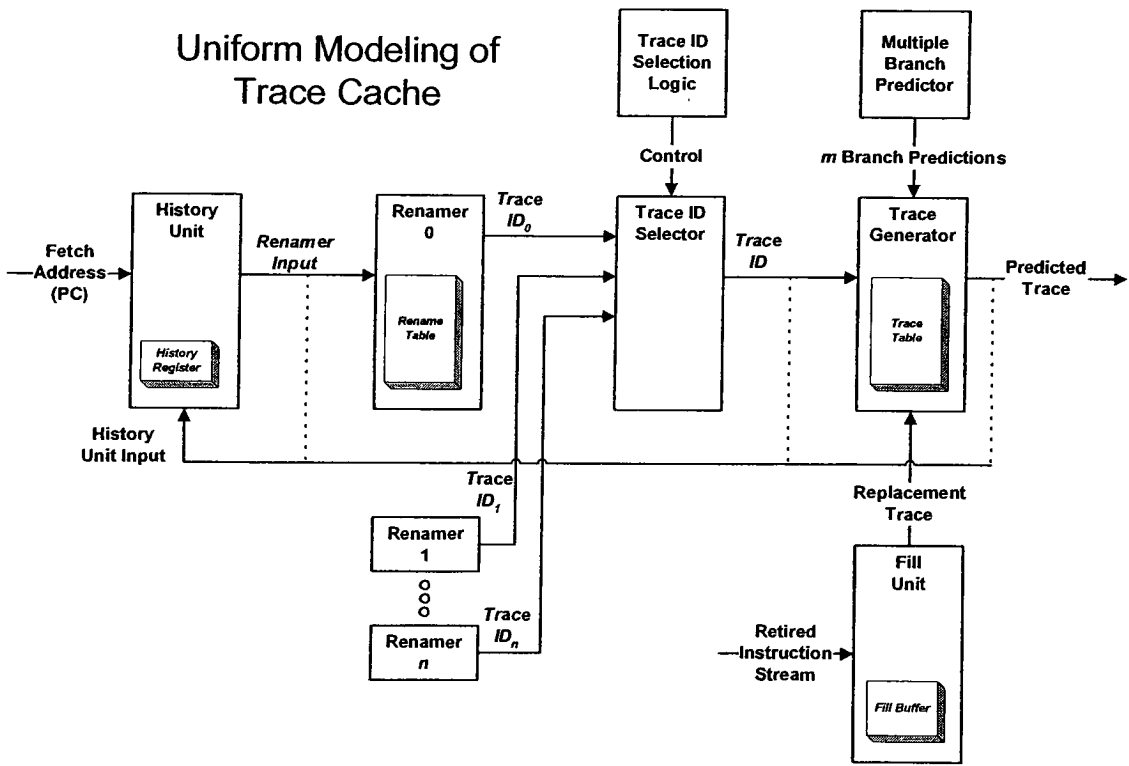 Uniform Modeling of
Trace Cache
Trace ID
Selection
Logic
Multiple
Branch
Predictor
Control
m Branch Predictions
History
Unit
Fetch
Address
(PC)
Renamer
Input
History
Register
Renamer
0
Rename
Table
Trace
ID0
Trace ID
Selector
Trace
ID
Trace
Generator
Trace
Table
Predicted
Trace
History
Unit Input
Trace
ID1
Renamer
1
Trace
IDn
Renamer
n
Replacement
Trace
Fill
Unit
Retired
Instruction
Stream
Fill Buffer